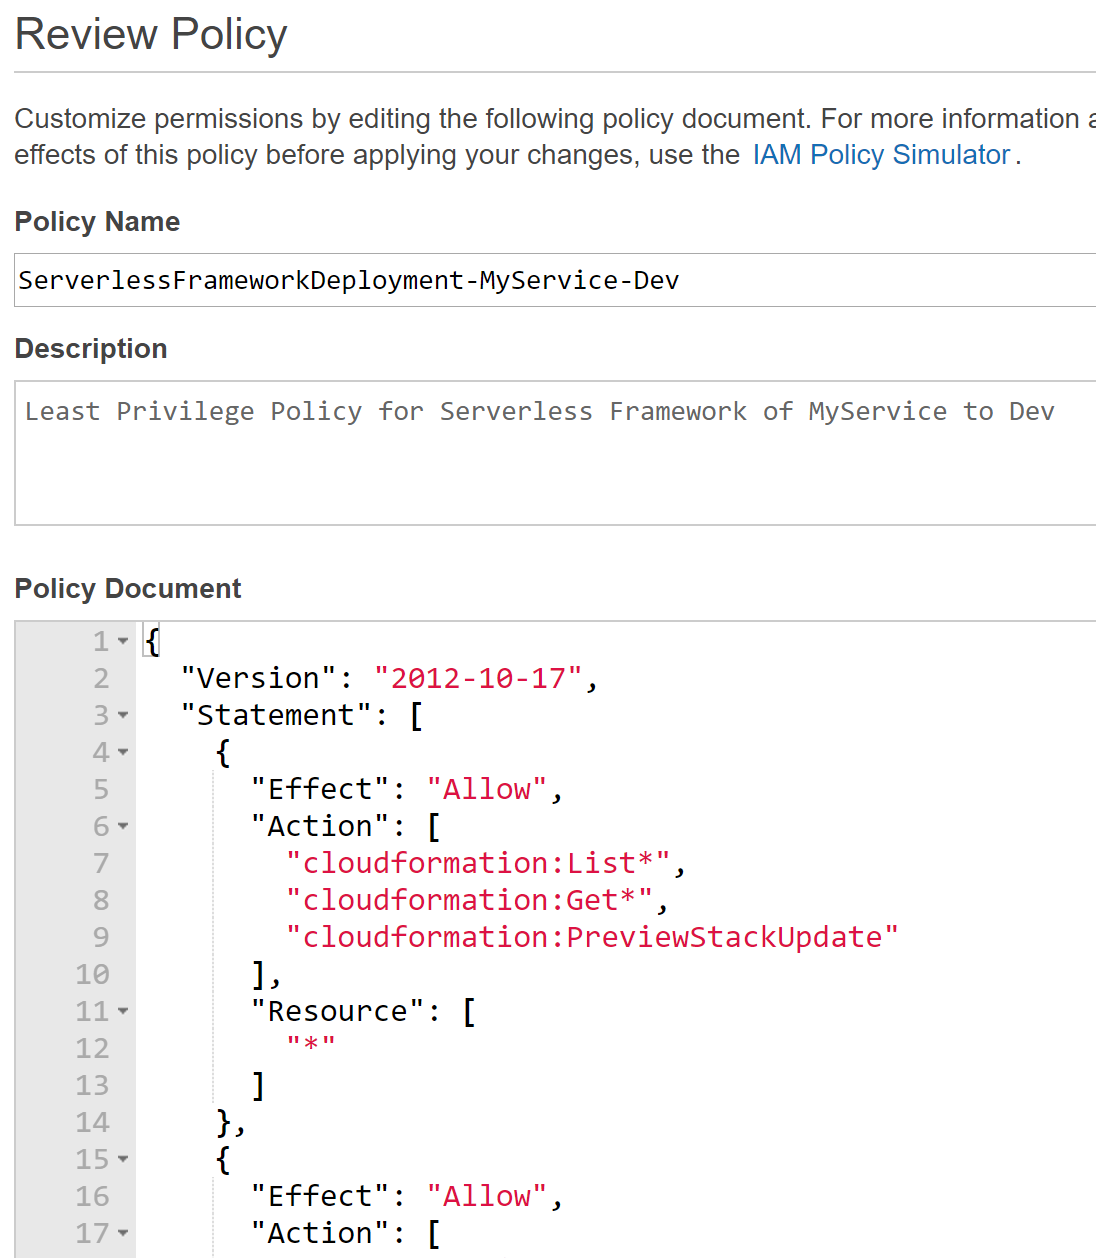 Review Policy
Customize permissions by editing the following policy document. For more information
effects of this policy before applying your changes, use the IAM Policy Simulator.
Policy Name
ServerlessFrameworkDeployment-MyService-Dev
Description
Least Privilege Policy for Serverless Framework of MyService to Dev
Policy Document
1 {
2 "Version": "2012-10-17",
3 "Statement": [
4 {
5 "Effect": "Allow",
6 "Action": [
7 "cloudformation:List*",
8 "cloudformation:Get*",
9 "cloudformation:PreviewStackUpdate"
10 ],
11 "Resource": [
12 "*"
13 ]
14 },
15 {
16 "Effect": "Allow",
17 "Action": [